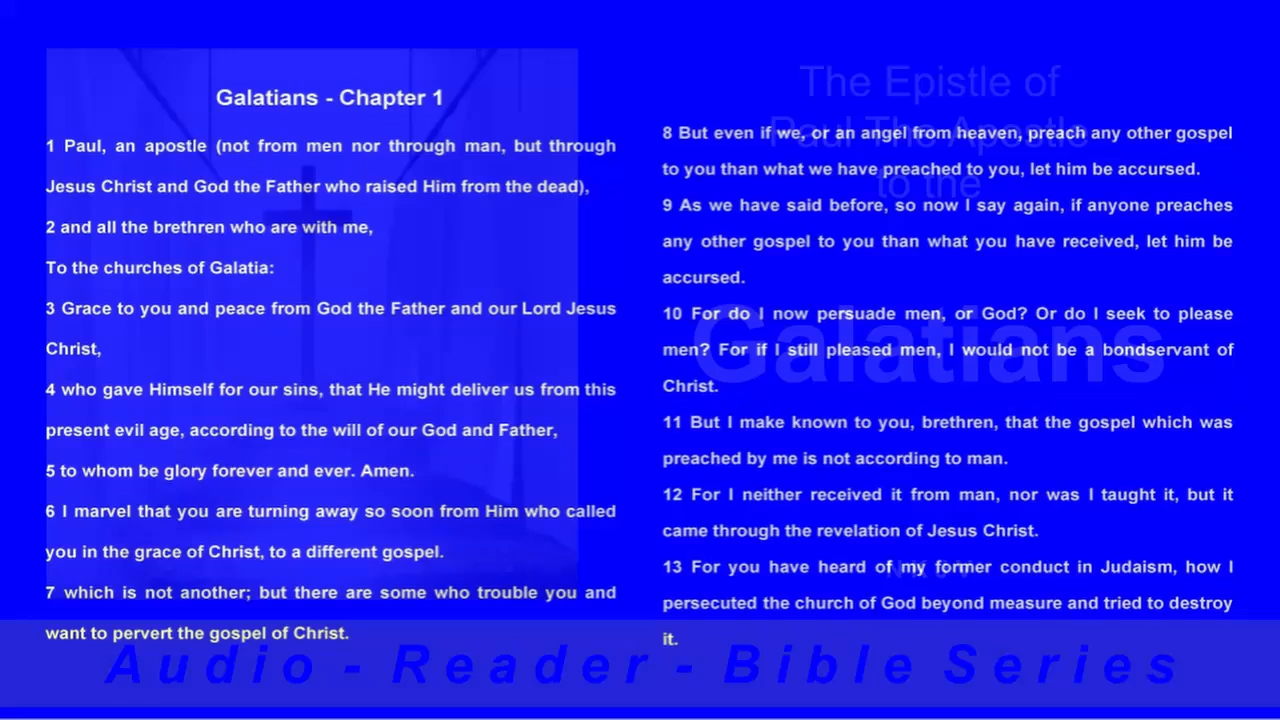 Galatians - Chapter 1
1 Paul, an apostle (not from men nor through man, but through
Jesus Christ and God the Father who raised Him from the dead),
2 and all the brethren who are with me,
To the churches of Galatia:
3 Grace to you and peace from God the Father and our Lord Jesus
Christ,
4 who gave Himself for our sins, that He might deliver us from this
present evil age, according to the will of our God and Father,
5 to whom be glory forever and ever. Amen.
6 I marvel that you are turning away so soon from Him who called
you in the grace of Christ, to a different gospel.
7 which is not another; but there are some who trouble you and
want to pervert the gospel of Christ.
The Epistle of
Paul The Apostle
to the
Galatians
NKJV
8 But even if we, or an angel from heaven, preach any other gospel
to you than what we have preached to you, let him be accursed.
9 As we have said before, so now I say again, if anyone preaches
any other gospel to you than what you have received, let him be
accursed.
10 For do I now persuade men, or God? Or do I seek to please
men? For if I still pleased men, I would not be a bondservant of
Christ.
11 But I make known to you, brethren, that the gospel which was
preached by me is not according to man.
12 For I neither received it from man, nor was I taught it, but it
came through the revelation of Jesus Christ.
13 For you have heard of my former conduct in Judaism, how I
persecuted the church of God beyond measure and tried to destroy
it.
Audio - Reader - Bible Series